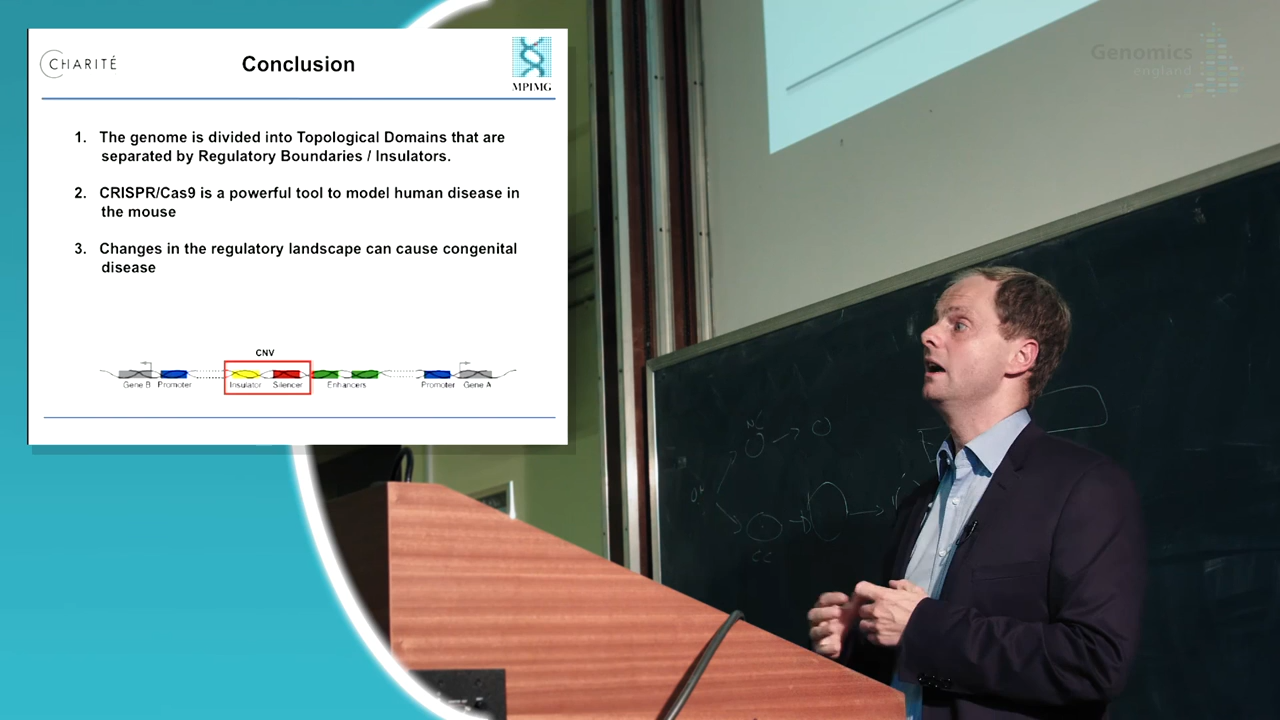 CHARITÉ
Conclusion
MPIMG
1. The genome is divided into Topological Domains that are
separated by Regulatory Boundaries / Insulators.
2. CRISPR/Cas9 is a powerful tool to model human disease in
the mouse
3. Changes in the regulatory landscape can cause congenital
disease
CNV
Gene B Promoter Insulator Silencer Enhancers Promoter Gene A
Genomics
england